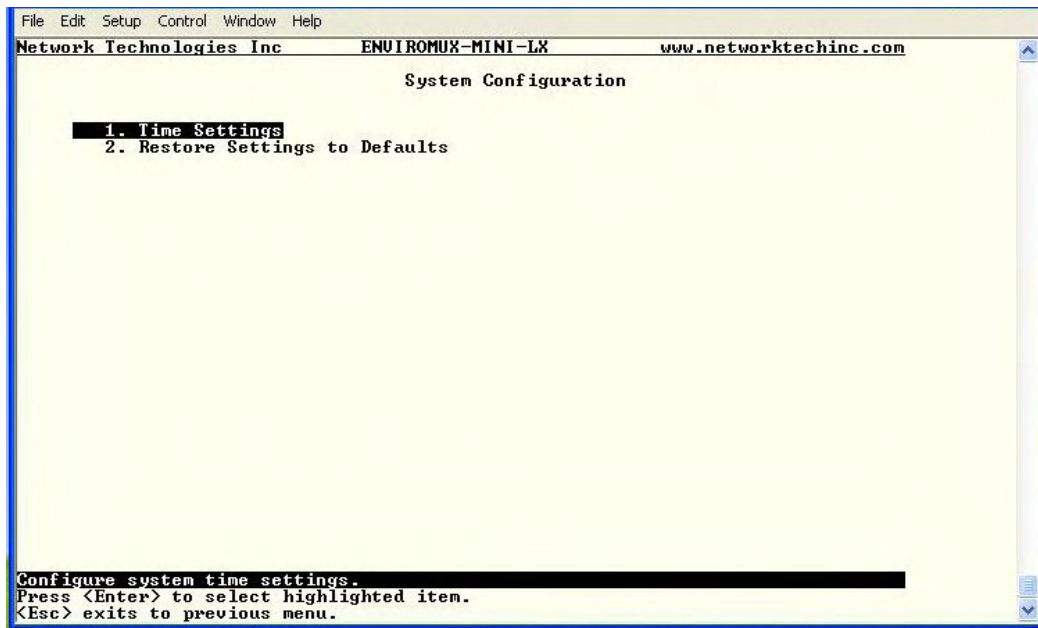 File Edit Setup Control Window Help
Network Technologies Inc ENVIROMUX-MINI-LX www.networktechinc.com
System Configuration
1. Time Settings
2. Restore Settings to Defaults
Configure system time settings.
Press <Enter> to select highlighted item.
<Esc> exits to previous menu.